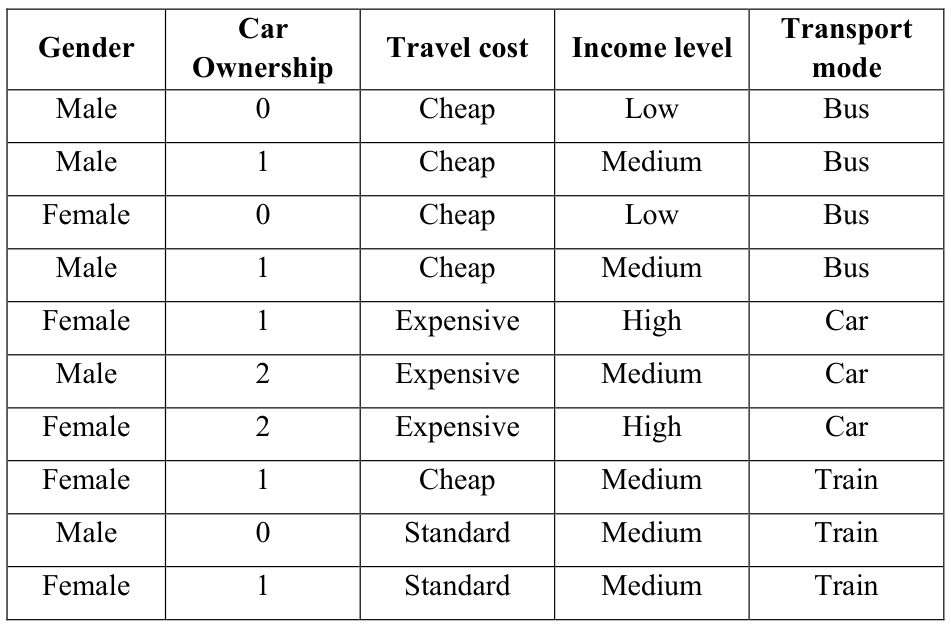 Gender Car Ownership Travel cost Income level Transport mode
Male 0 Cheap Low Bus
Male 1 Cheap Medium Bus
Female 0 Cheap Low Bus
Male 1 Cheap Medium Bus
Female 1 Expensive High Car
Male 2 Expensive Medium Car
Female 2 Expensive High Car
Female 1 Cheap Medium Train
Male 0 Standard Medium Train
Female 1 Standard Medium Train